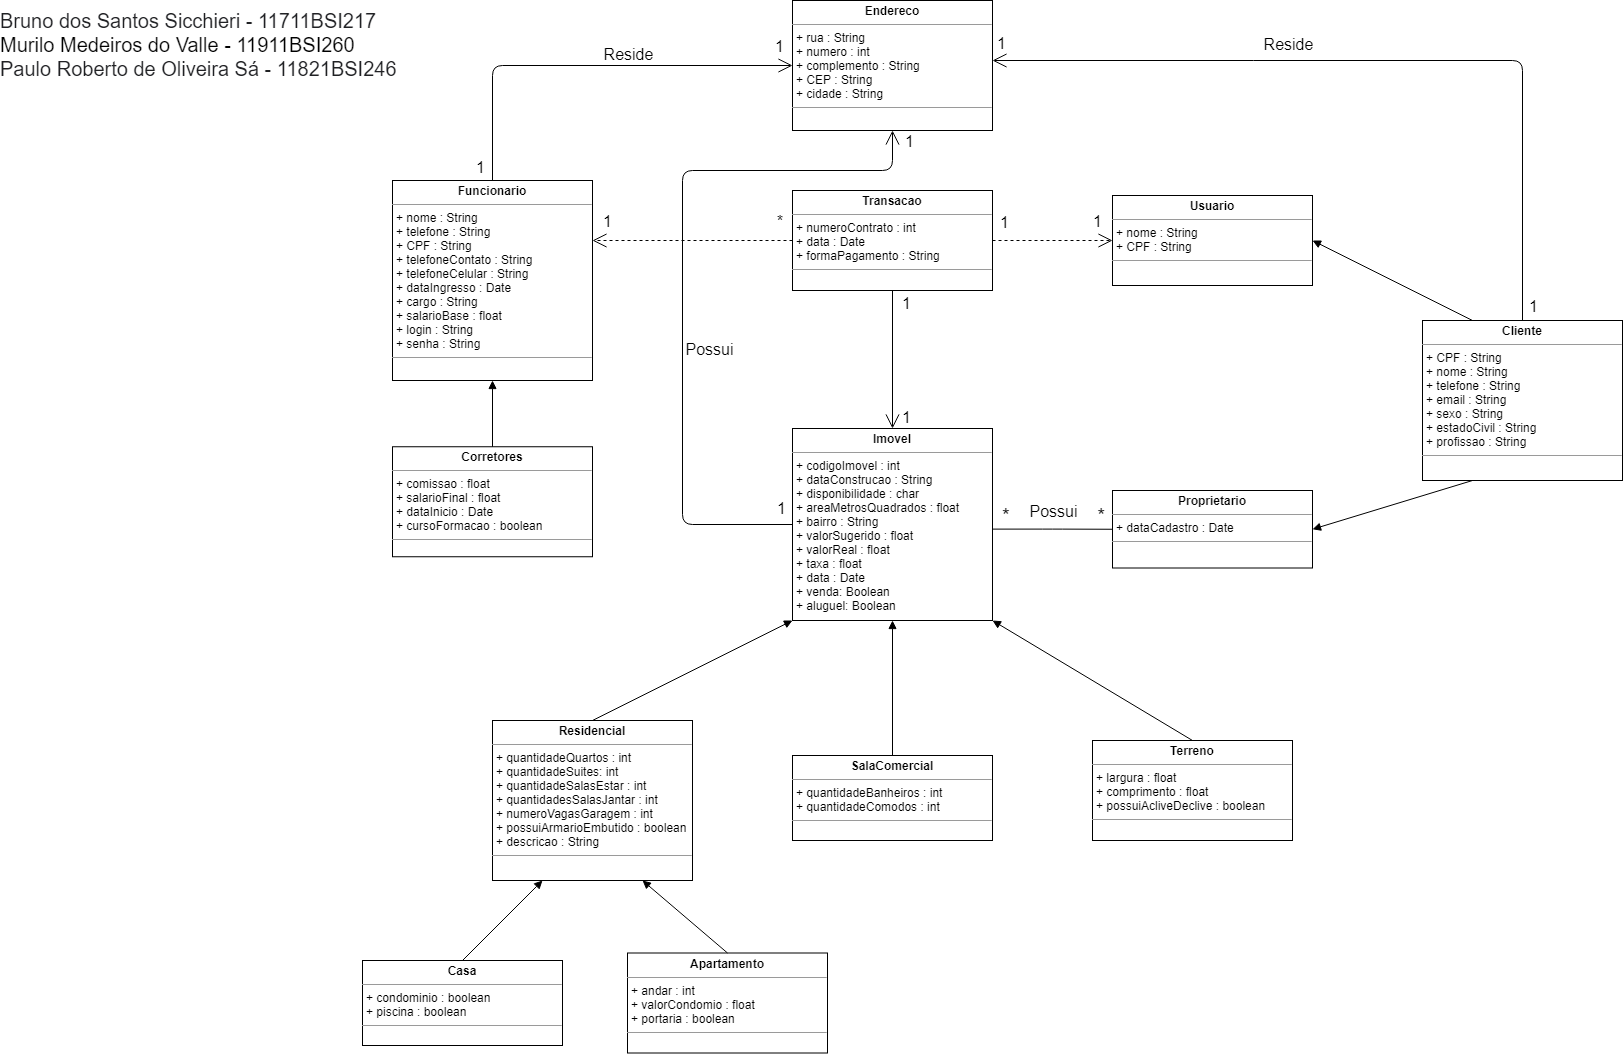 Bruno dos Santos Sicchieri - 11711BSI217
Murilo Medeiros do Valle - 11911BSI260
Paulo Roberto de Oliveira Sá - 11821BSI246
Endereco
+ rua : String
+ numero : int
+ complemento : String
+ CEP : String
+ cidade : String
Reside
1
1
1
Reside
1
1
Funcionario
+ nome : String
+ telefone : String
+ CPF : String
+ telefoneContato : String
+ telefoneCelular : String
+ dataIngresso : Date
+ cargo : String
+ salarioBase : float
+ login : String
+ senha : String
1
*
Transacao
+ numeroContrato : int
+ data : Date
+ formaPagamento : String
1
1
Usuario
+ nome : String
+ CPF : String
1
Cliente
+ CPF : String
+ nome : String
+ telefone : String
+ email : String
+ sexo : String
+ estadoCivil : String
+ profissao : String
Possui
1
1
Corretores
+ comissao : float
+ salarioFinal : float
+ dataInicio : Date
+ cursoFormacao : boolean
1
Imovel
+ codigoImovel : int
+ dataConstrucao : String
+ disponibilidade : char
+ areaMetrosQuadrados : float
+ bairro : String
+ valorSugerido : float
+ valorReal : float
+ taxa : float
+ data : Date
+ venda: Boolean
+ aluguel: Boolean
* Possui *
Proprietario
+ dataCadastro : Date
Residencial
+ quantidadeQuartos : int
+ quantidadeSuites: int
+ quantidadeSalasEstar : int
+ quantidadesSalasJantar : int
+ numeroVagasGaragem : int
+ possuiArmarioEmbutido : boolean
+ descricao : String
SalaComercial
+ quantidadeBanheiros : int
+ quantidadeComodos : int
Terreno
+ largura : float
+ comprimento : float
+ possuiAcliveDeclive : boolean
Casa
+ condominio : boolean
+ piscina : boolean
Apartamento
+ andar : int
+ valorCondomio : float
+ portaria : boolean